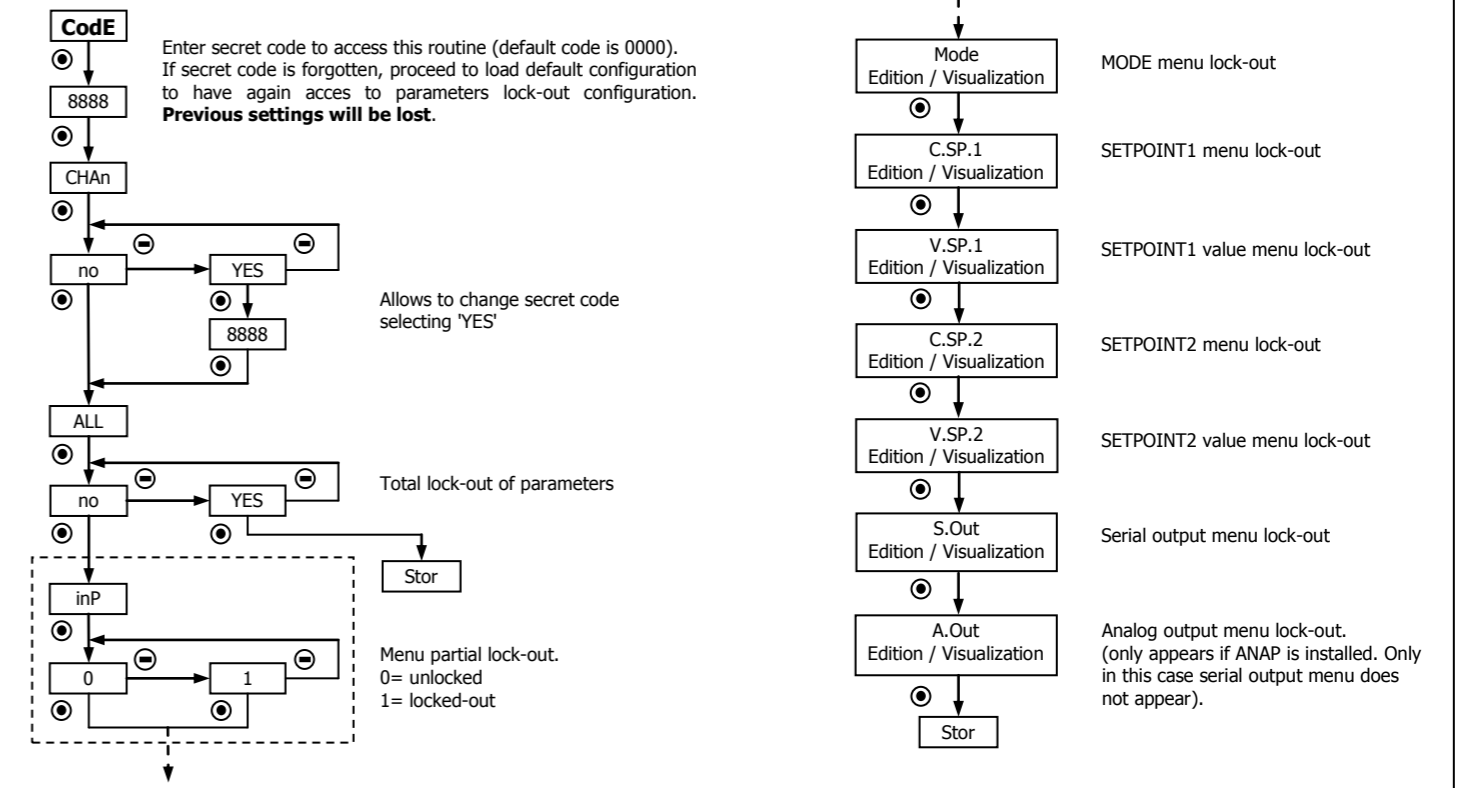 CodE
Enter secret code to access this routine (default code is 0000).
If secret code is forgotten, proceed to load default configuration
to have again acces to parameters lock-out configuration.
Previous settings will be lost.
8888
CHAn
no
YES
Allows to change secret code
selecting 'YES'
8888
ALL
no
YES
Total lock-out of parameters
Stor
inP
0
1
Menu partial lock-out.
0= unlocked
1= locked-out
Mode
Edition / Visualization
MODE menu lock-out
C.SP.1
Edition / Visualization
SETPOINT1 menu lock-out
V.SP.1
Edition / Visualization
SETPOINT1 value menu lock-out
C.SP.2
Edition / Visualization
SETPOINT2 menu lock-out
V.SP.2
Edition / Visualization
SETPOINT2 value menu lock-out
S.Out
Edition / Visualization
Serial output menu lock-out
A.Out
Edition / Visualization
Analog output menu lock-out.
(only appears if ANAP is installed. Only
in this case serial output menu does
not appear).
Stor